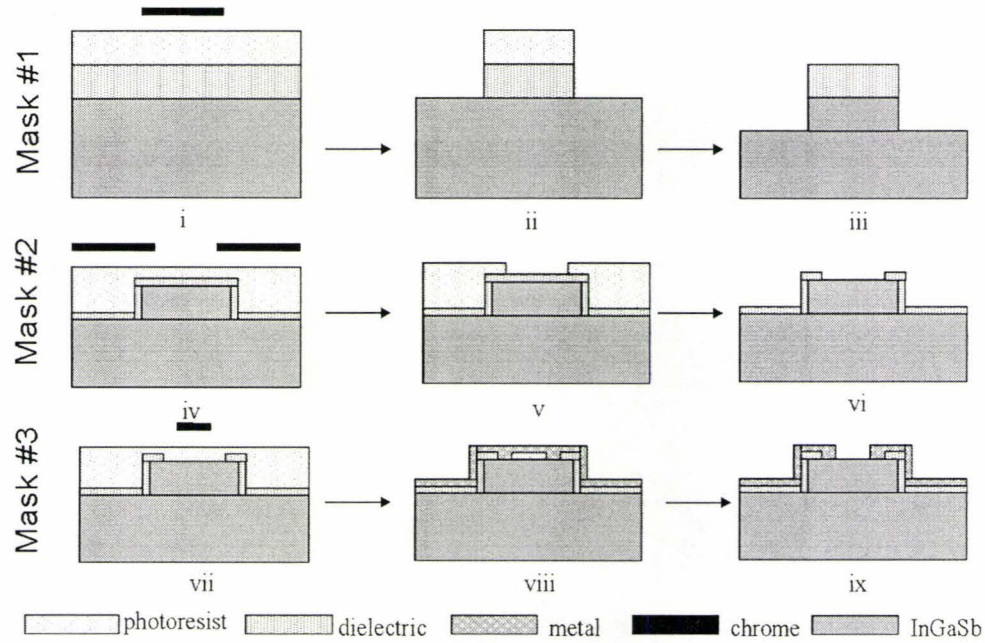 Mask #1
i
ii
iii
Mask #2
iv
v
vi
Mask #3
vii
viii
ix
photoresist
dielectric
metal
chrome
InGaSb